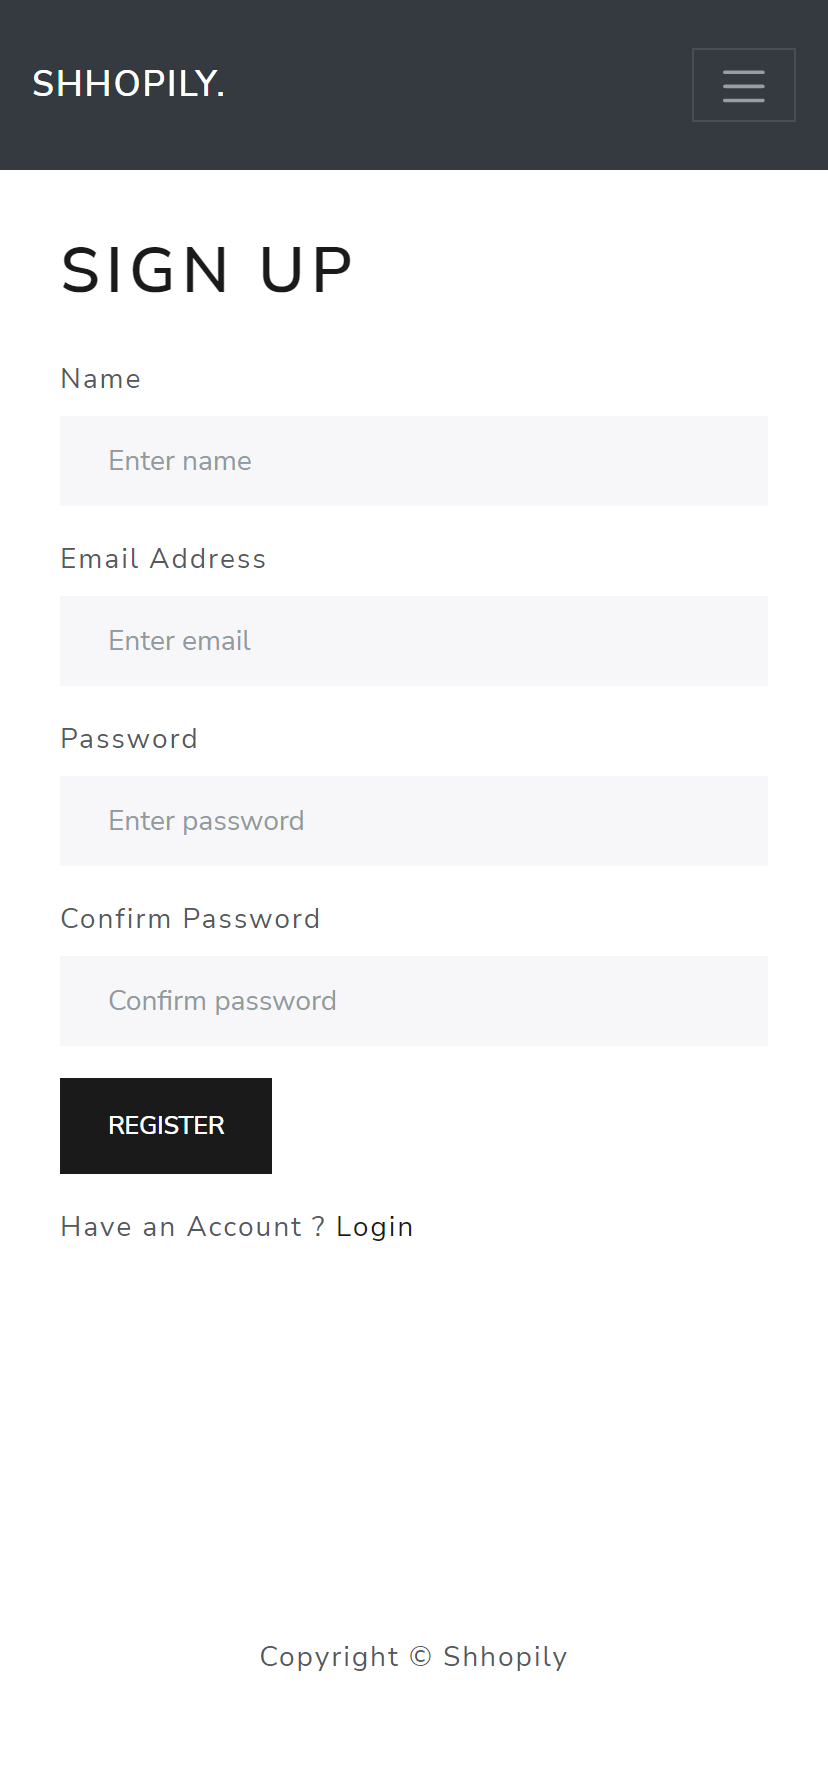 SHHOPILY.
SIGN UP
Name
Enter name
Email Address
Enter email
Password
Enter password
Confirm Password
Confirm password
REGISTER
Have an Account ? Login
Copyright © Shhopily